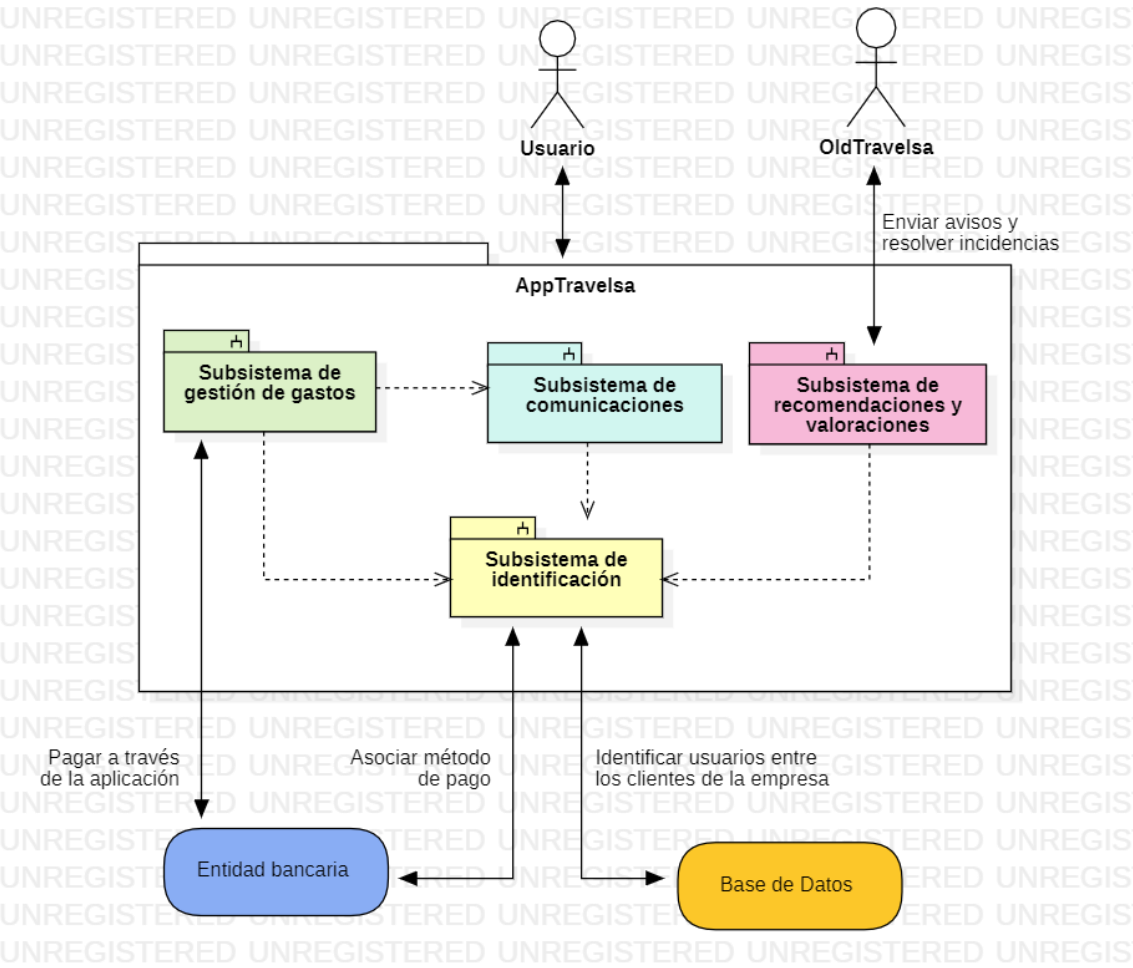 UNREGISTERED UNREGISTERED UNREGISTERED UNREGISTERED UNREGIS
Usuario
OldTravelsa
Enviar avisos y
resolver incidencias
AppTravelsa
Subsistema de
gestión de gastos
Subsistema de
comunicaciones
Subsistema de
recomendaciones y
valoraciones
Subsistema de
identificación
Pagar a través
de la aplicación
Asociar método
de pago
Identificar usuarios entre
los clientes de la empresa
Entidad bancaria
Base de Datos